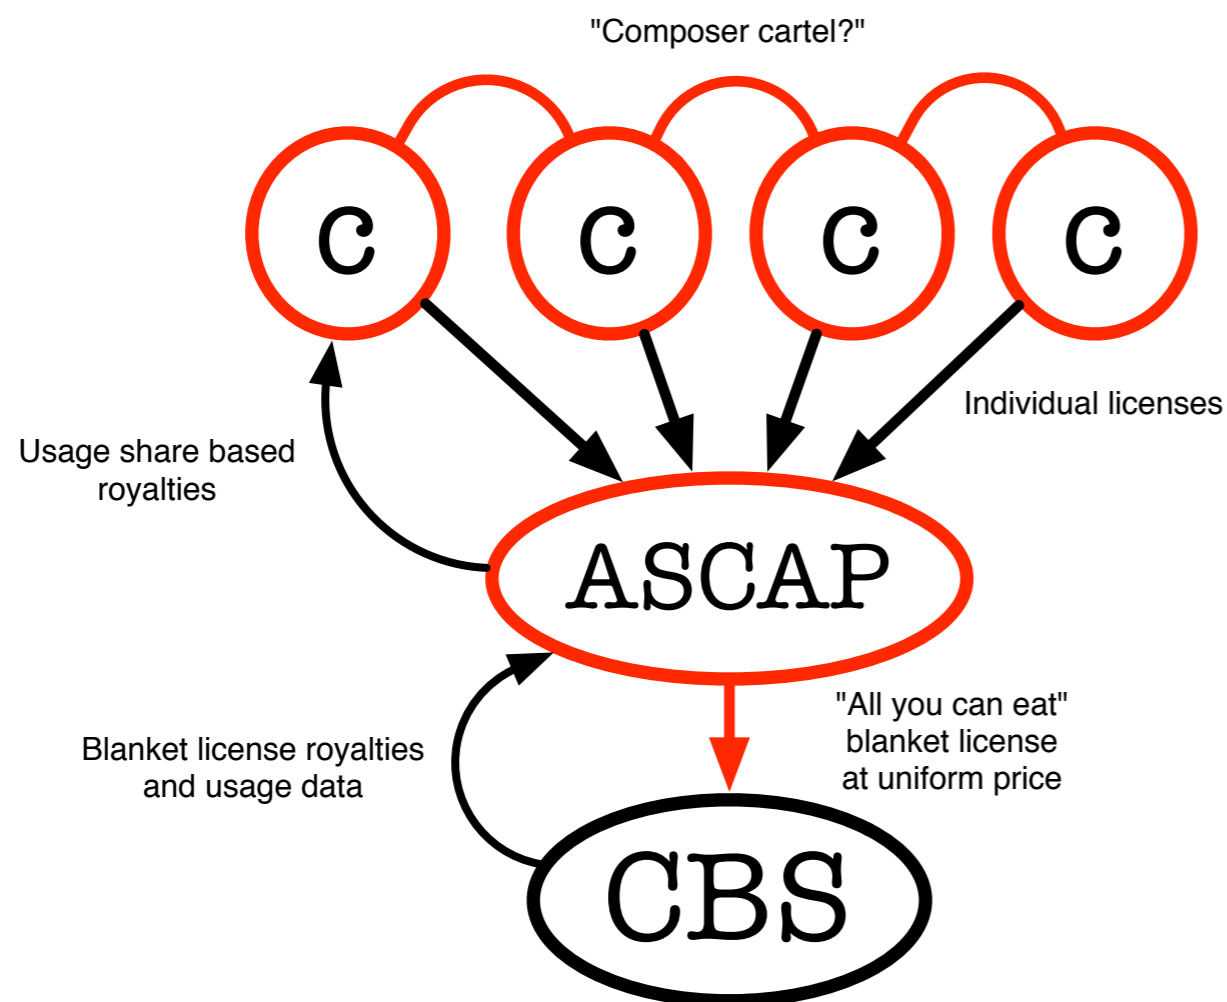 "Composer cartel?"
C
C
C
C
Individual licenses
Usage share based
royalties
ASCAP
"All you can eat"
blanket license
at uniform price
Blanket license royalties
and usage data
CBS